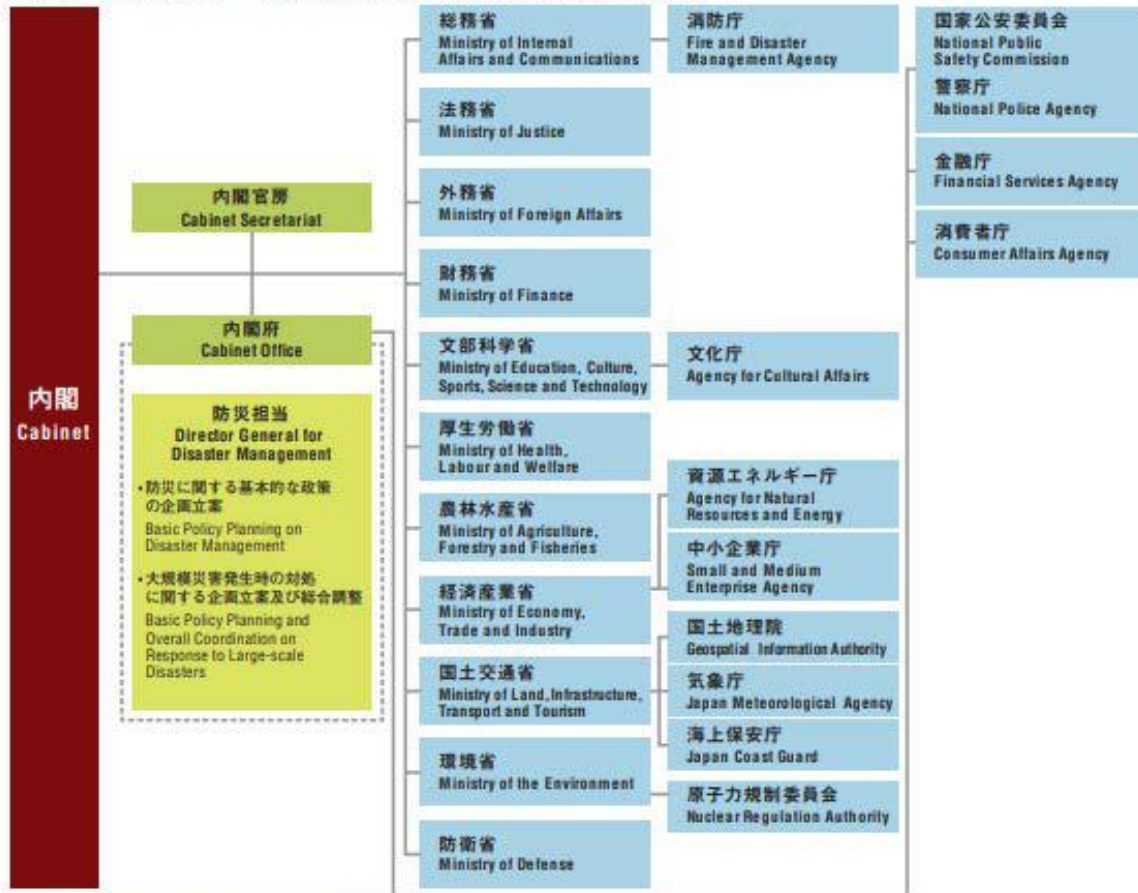 内閣
Cabinet
内閣官房
Cabinet Secretariat
内閣府
Cabinet Office
防災担当
Director General for
Disaster Management
・防災に関する基本的な政策
の企画立案
Basic Policy Planning on
Disaster Management
・大規模災害発生時の対処
に関する企画立案及び総合調整
Basic Policy Planning and
Overall Coordination on
Response to Large-scale
Disasters
総務省
Ministry of Internal
Affairs and Communications
法務省
Ministry of Justice
外務省
Ministry of Foreign Affairs
財務省
Ministry of Finance
文部科学省
Ministry of Education, Culture,
Sports, Science and Technology
厚生労働省
Ministry of Health,
Labour and Welfare
農林水産省
Ministry of Agriculture,
Forestry and Fisheries
経済産業省
Ministry of Economy,
Trade and Industry
国土交通省
Ministry of Land, Infrastructure,
Transport and Tourism
環境省
Ministry of the Environment
防衛省
Ministry of Defense
消防庁
Fire and Disaster
Management Agency
文化庁
Agency for Cultural Affairs
資源エネルギー庁
Agency for Natural
Resources and Energy
中小企業庁
Small and Medium
Enterprise Agency
国土地理院
Geospatial Information Authority
気象庁
Japan Meteorological Agency
海上保安庁
Japan Coast Guard
原子力規制委員会
Nuclear Regulation Authority
国家公安委員会
National Public
Safety Commission
警察庁
National Police Agency
金融庁
Financial Services Agency
消費者庁
Consumer Affairs Agency